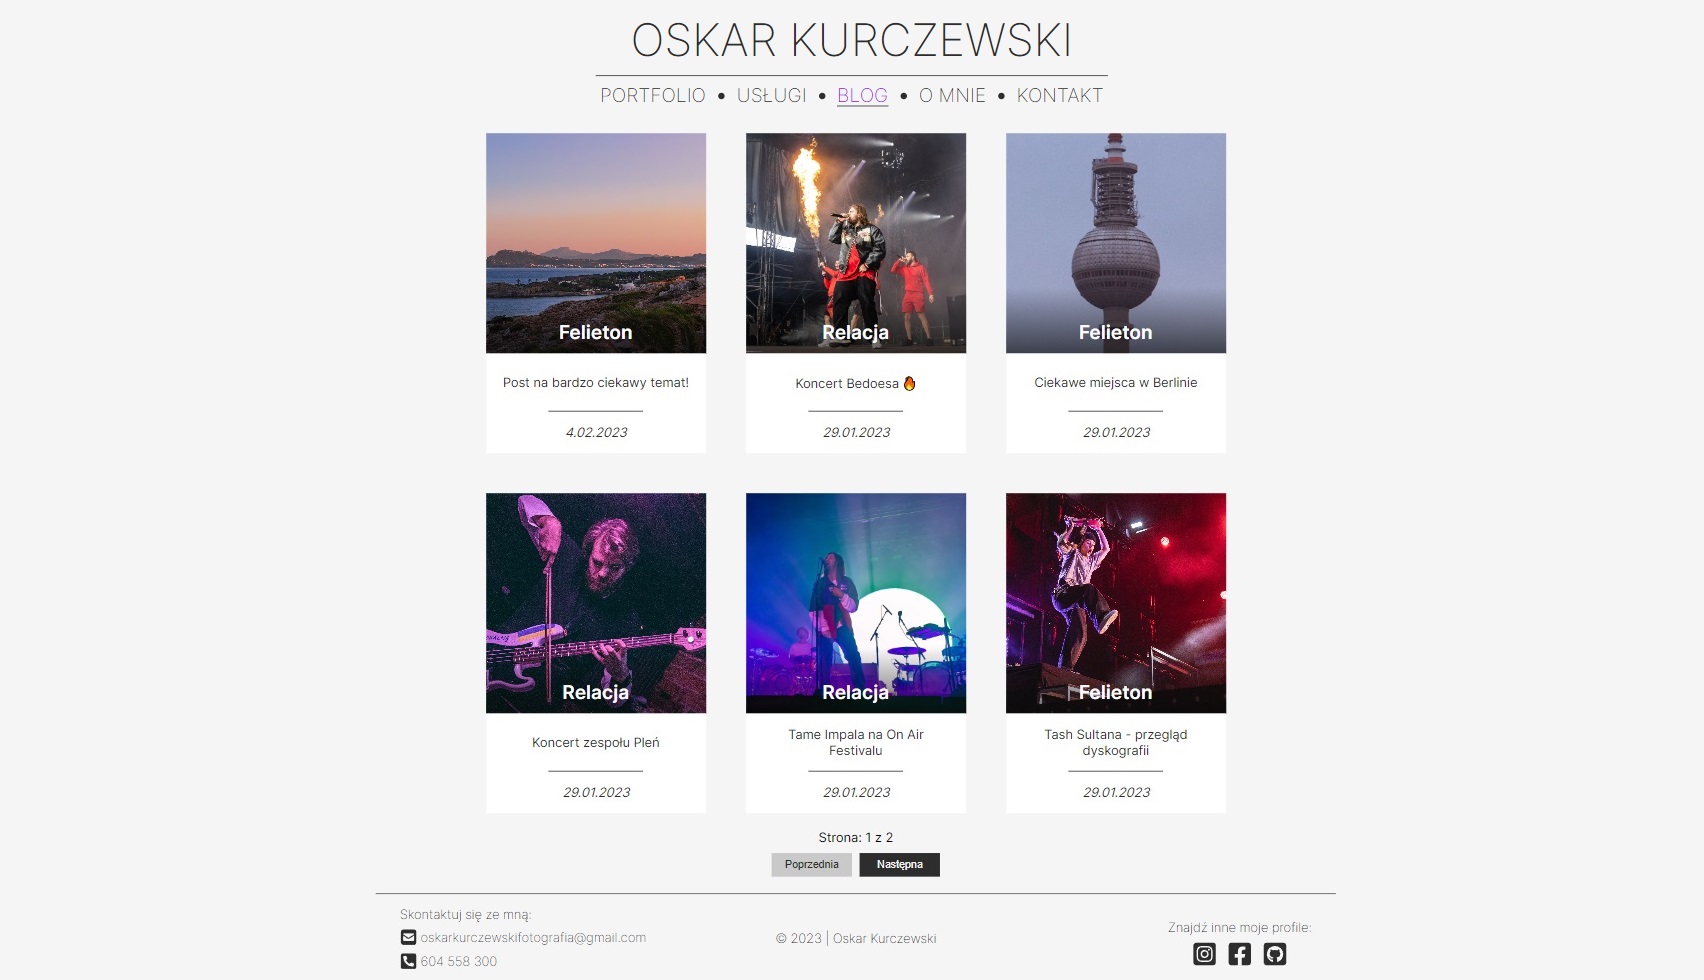 OSKAR KURCZEWSKI
PORTFOLIO • USŁUGI • BLOG • O MNIE • KONTAKT
Felieton
Post na bardzo ciekawy temat!
4.02.2023
Relacja
Koncert Bedoesa 🔥
29.01.2023
Felieton
Ciekawe miejsca w Berlinie
29.01.2023
Relacja
Koncert zespołu Pleń
29.01.2023
Relacja
Tame Impala na On Air
Festivalu
29.01.2023
Felieton
Tash Sultana - przegląd
dyskografii
29.01.2023
Strona: 1 z 2
Poprzednia
Następna
Skontaktuj się ze mną:
oskarkurczewskifotografia@gmail.com
604 558 300
© 2023 | Oskar Kurczewski
Znajdź inne moje profile: